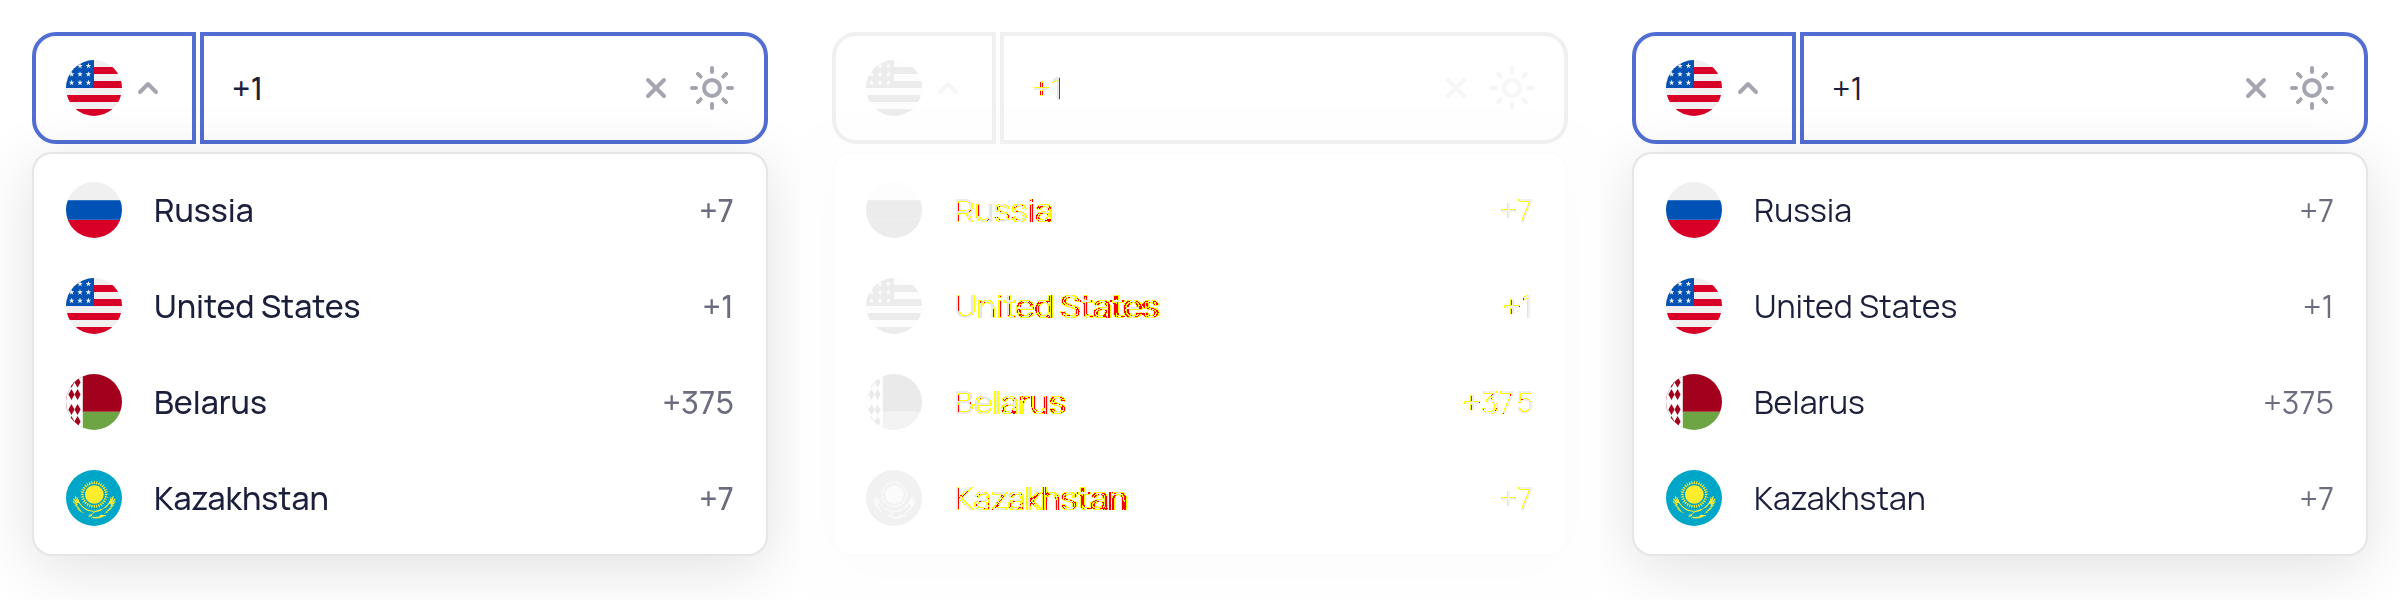 +1
Russia +7
United States +1
Belarus +375
Kazakhstan +7
+1
Russia +7
United States +1
Belarus +375
Kazakhstan +7
+1
Russia +7
United States +1
Belarus +375
Kazakhstan +7